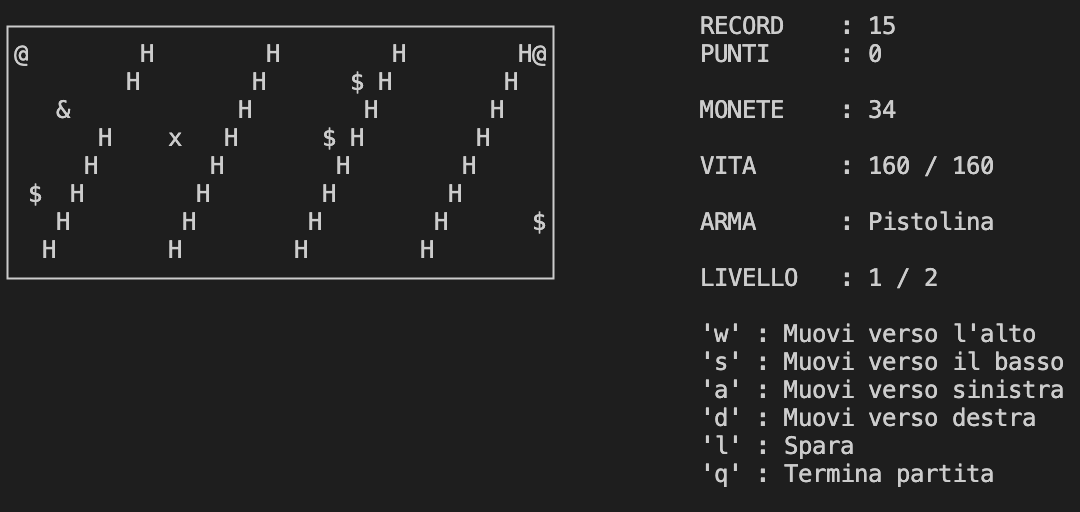 @        H        H        H        H@   RECORD    : 15
        H        H      $ H        H   PUNTI     : 0
   &            H        H        H   MONETE    : 34
      H    x   H      $ H        H
     H        H        H        H   VITA      : 160 / 160
 $  H        H        H        H
   H        H        H        H      $   ARMA      : Pistolina
  H        H        H        H
LIVELLO   : 1 / 2
'w' : Muovi verso l'alto
's' : Muovi verso il basso
'a' : Muovi verso sinistra
'd' : Muovi verso destra
'l' : Spara
'q' : Termina partita